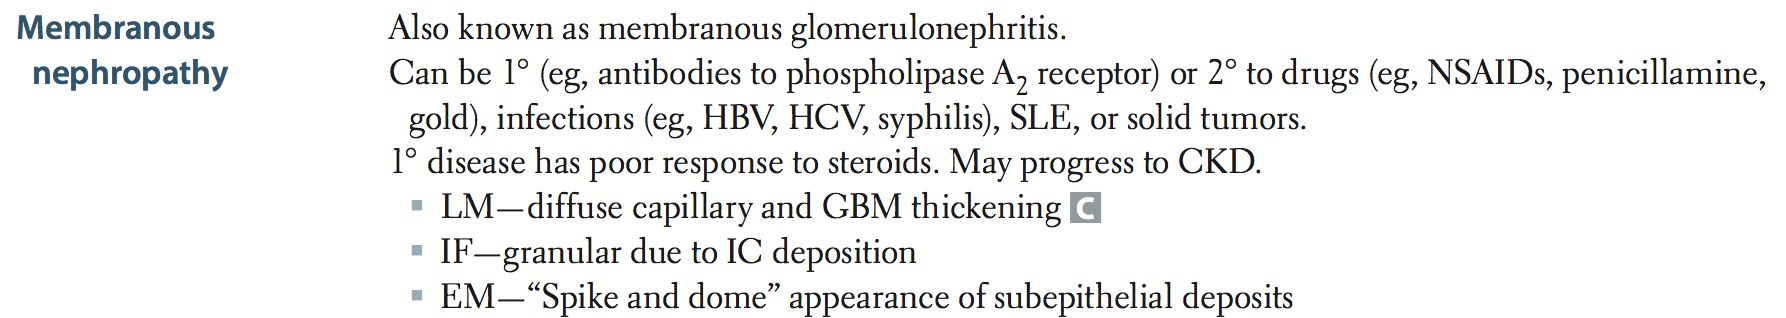 Membranous
nephropathy
Also known as membranous glomerulonephritis.
Can be 1° (eg, antibodies to phospholipase A₂ receptor) or 2° to drugs (eg, NSAIDs, penicillamine,
gold), infections (eg, HBV, HCV, syphilis), SLE, or solid tumors.
1° disease has poor response to steroids. May progress to CKD.
▪ LM—diffuse capillary and GBM thickening C
▪ IF—granular due to IC deposition
▪ EM—“Spike and dome” appearance of subepithelial deposits